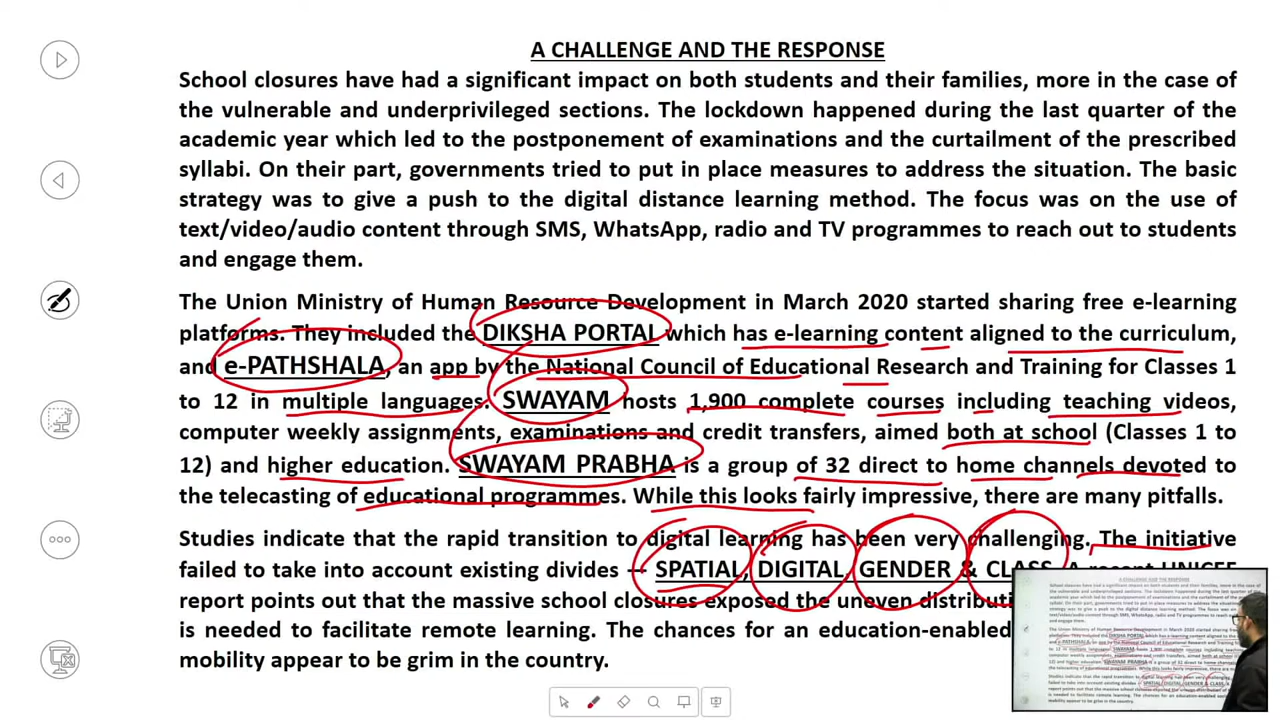 A CHALLENGE AND THE RESPONSE
School closures have had a significant impact on both students and their families, more in the case of
the vulnerable and underprivileged sections. The lockdown happened during the last quarter of the
academic year which led to the postponement of examinations and the curtailment of the prescribed
syllabi. On their part, governments tried to put in place measures to address the situation. The basic
strategy was to give a push to the digital distance learning method. The focus was on the use of
text/video/audio content through SMS, WhatsApp, radio and TV programmes to reach out to students
and engage them.
The Union Ministry of Human Resource Development in March 2020 started sharing free e-learning
platforms. They included the DIKSHA PORTAL which has e-learning content aligned to the curriculum,
and e-PATHSHALA, an app by the National Council of Educational Research and Training for Classes 1
to 12 in multiple languages. SWAYAM hosts 1,900 complete courses including teaching videos,
computer weekly assignments, examinations and credit transfers, aimed both at school (Classes 1 to
12) and higher education. SWAYAM PRABHA is a group of 32 direct to home channels devoted to
the telecasting of educational programmes. While this looks fairly impressive, there are many pitfalls.
Studies indicate that the rapid transition to digital learning has been very challenging. The initiative
failed to take into account existing divides — SPATIAL, DIGITAL, GENDER & CLASS. A recent UNICEF
report points out that the massive school closures exposed the uneven
is needed to facilitate remote learning. The chances for an education-enabled
mobility appear to be grim in the country.